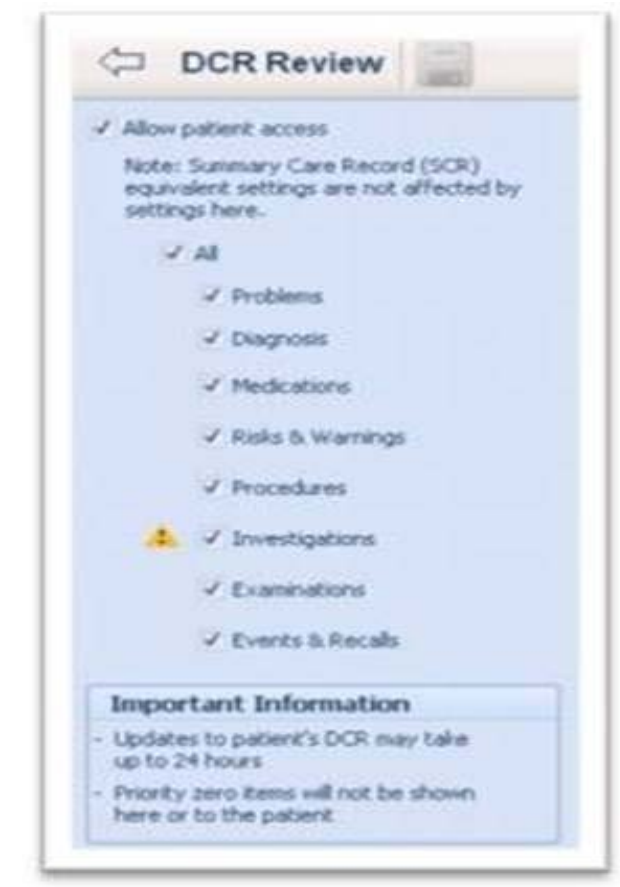 DCR Review
Allow patient access
Note: Summary Care Record (SCR)
equivalent settings are not affected by
settings here.
All
Problems
Diagnosis
Medications
Risks & Warnings
Procedures
Investigations
Examinations
Events & Recalls
Important Information
- Updates to patient's DCR may take
up to 24 hours
- Priority zero items will not be shown
here or to the patient